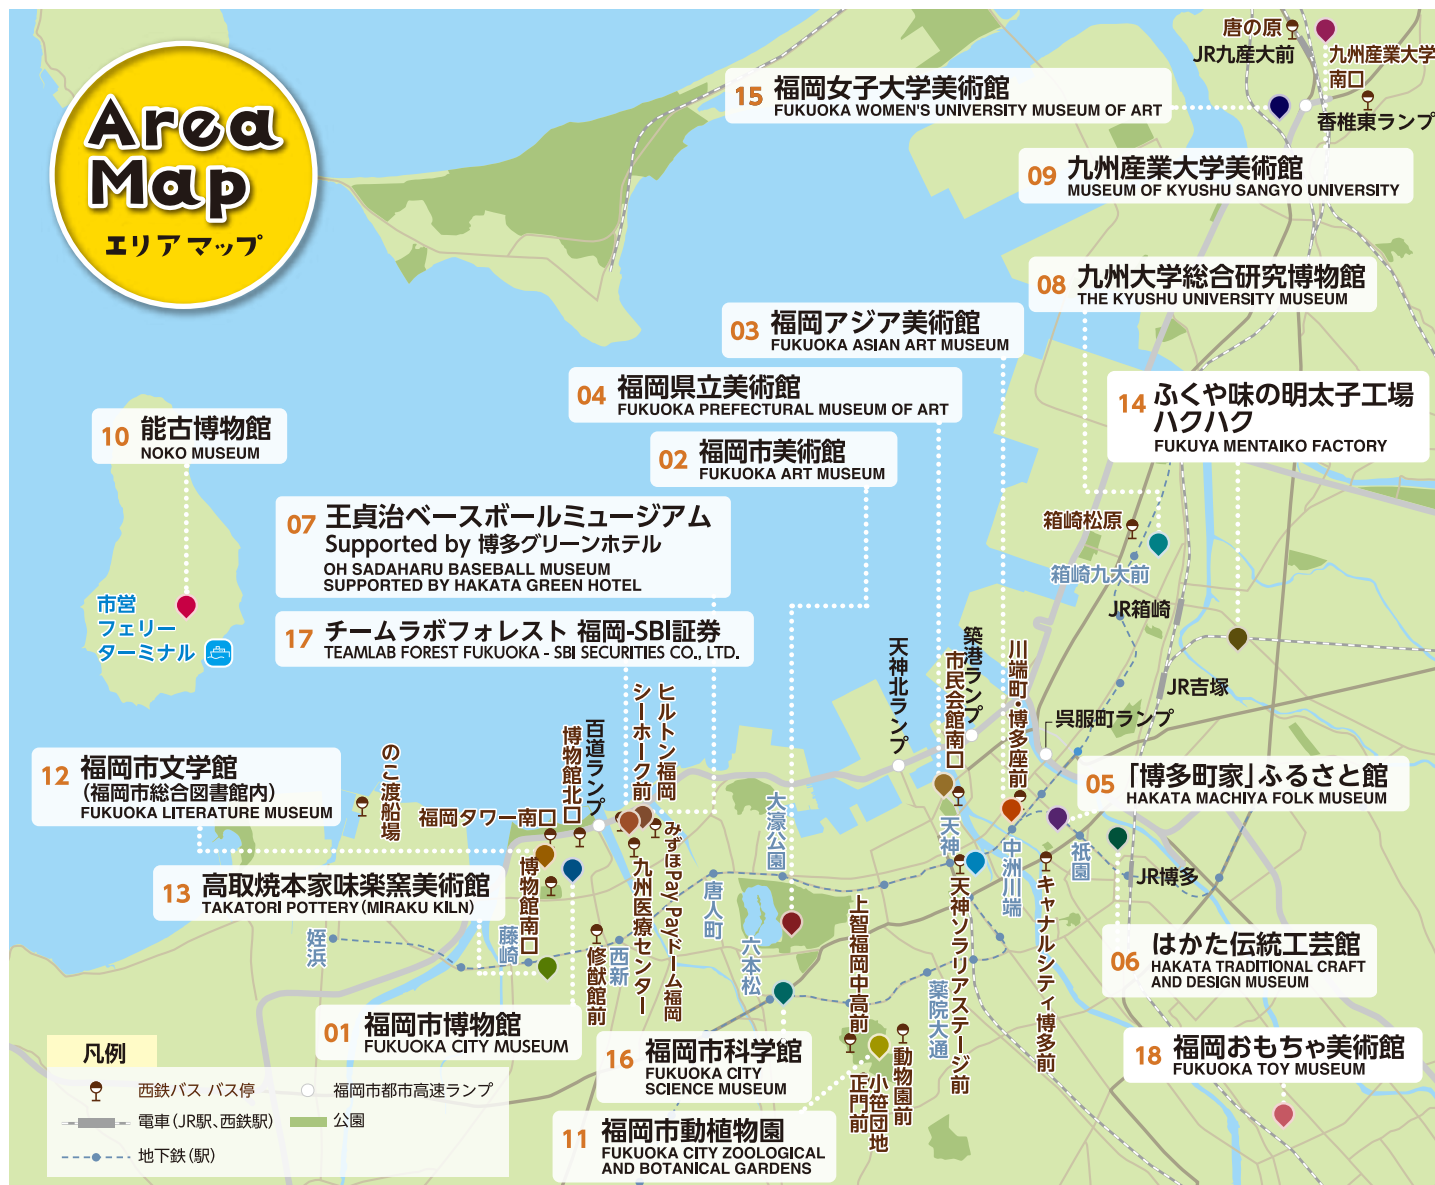 Area
Map
エリアマップ
唐の原
JR九産大前
九州産業大学
南口
香椎東ランプ
15 福岡女子大学美術館
FUKUOKA WOMEN'S UNIVERSITY MUSEUM OF ART
09 九州産業大学美術館
MUSEUM OF KYUSHU SANGYO UNIVERSITY
08 九州大学総合研究博物館
THE KYUSHU UNIVERSITY MUSEUM
03 福岡アジア美術館
FUKUOKA ASIAN ART MUSEUM
04 福岡県立美術館
FUKUOKA PREFECTURAL MUSEUM OF ART
14 ふくや味の明太子工場
ハクハク
FUKUYA MENTAIKO FACTORY
10 能古博物館
NOKO MUSEUM
02 福岡市美術館
FUKUOKA ART MUSEUM
07 王貞治ベースボールミュージアム
Supported by 博多グリーンホテル
OH SADAHARU BASEBALL MUSEUM
SUPPORTED BY HAKATA GREEN HOTEL
箱崎松原
箱崎九大前
JR箱崎
市営
フェリー
ターミナル
17 チームラボフォレスト 福岡-SBI証券
TEAMLAB FOREST FUKUOKA - SBI SECURITIES CO., LTD.
JR吉塚
呉服町ランプ
天神北ランプ
築港ランプ
市民会館南口
川端町・博多座前
ヒルトン福岡
シーホーク前
百道ランプ
博物館北口
のこ渡船場
12 福岡市文学館
(福岡市総合図書館内)
FUKUOKA LITERATURE MUSEUM
福岡タワー南口
05 「博多町家」ふるさと館
HAKATA MACHIYA FOLK MUSEUM
大濠公園
天神
中洲川端
祇園
JR博多
13 高取焼本家味楽窯美術館
TAKATORI POTTERY (MIRAKU KILN)
博物館南口
みずほPay Payドーム福岡
九州医療センター
唐人町
姪浜
藤崎
修猷館前
西新
六本松
上智福岡中高前
天神ソラリアステージ前
薬院大通
キャナルシティ博多前
06 はかた伝統工芸館
HAKATA TRADITIONAL CRAFT
AND DESIGN MUSEUM
01 福岡市博物館
FUKUOKA CITY MUSEUM
16 福岡市科学館
FUKUOKA CITY
SCIENCE MUSEUM
動物園前
小笹団地
正門前
18 福岡おもちゃ美術館
FUKUOKA TOY MUSEUM
11 福岡市動植物園
FUKUOKA CITY ZOOLOGICAL
AND BOTANICAL GARDENS
凡例
西鉄バス バス停
福岡市都市高速ランプ
電車(JR駅、西鉄駅)
公園
地下鉄(駅)